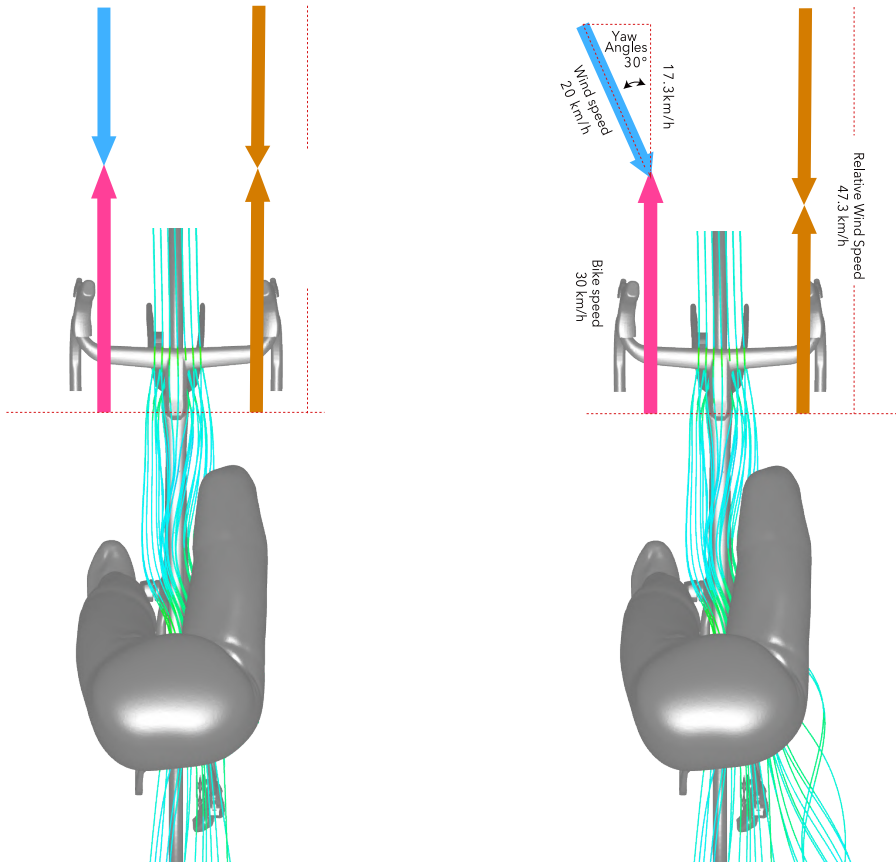 Yaw
Angles
30°
17.3km/h
Wind speed
20 km/h
Relative Wind Speed
47.3 km/h
Bike speed
30 km/h